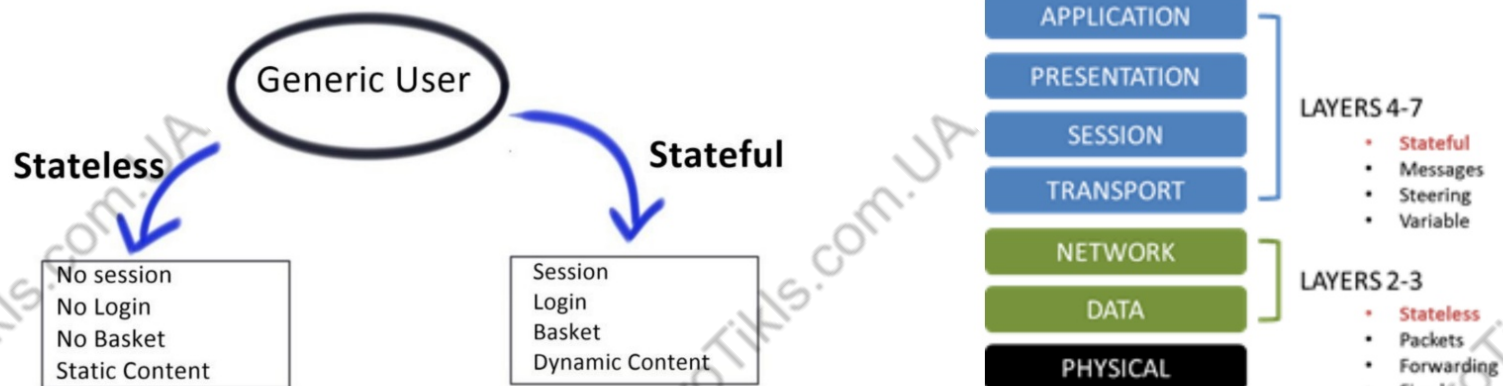 Generic User
Stateless
Stateful
No session
No Login
No Basket
Static Content
Session
Login
Basket
Dynamic Content
APPLICATION
PRESENTATION
SESSION
TRANSPORT
NETWORK
DATA
PHYSICAL
LAYERS 4-7
• Stateful
• Messages
• Steering
• Variable
LAYERS 2-3
• Stateless
• Packets
• Forwarding